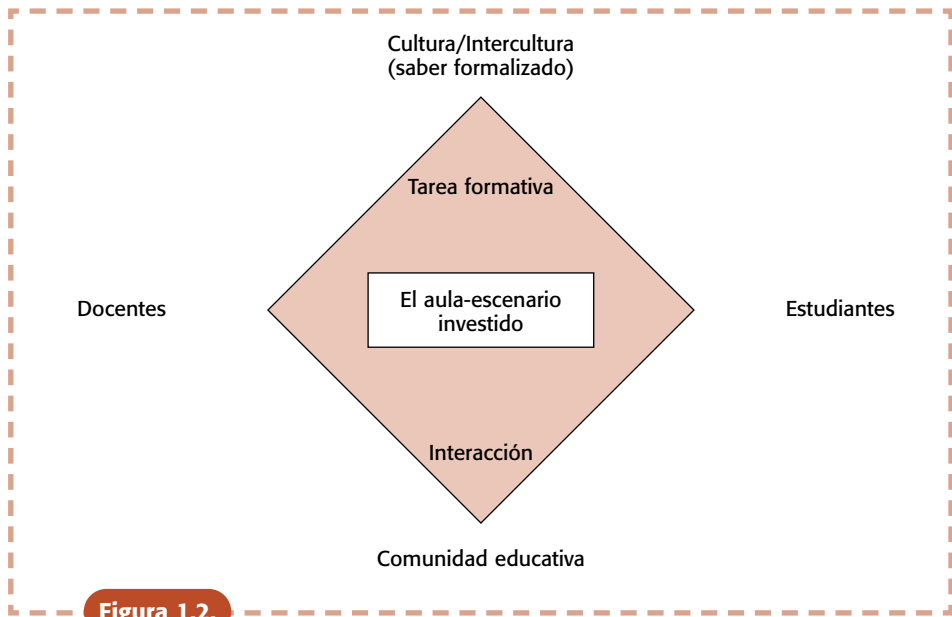 Cultura/Intercultura
(saber formalizado)
Tarea formativa
Docentes
El aula-escenario
investido
Estudiantes
Interacción
Comunidad educativa
Figura 1.2.